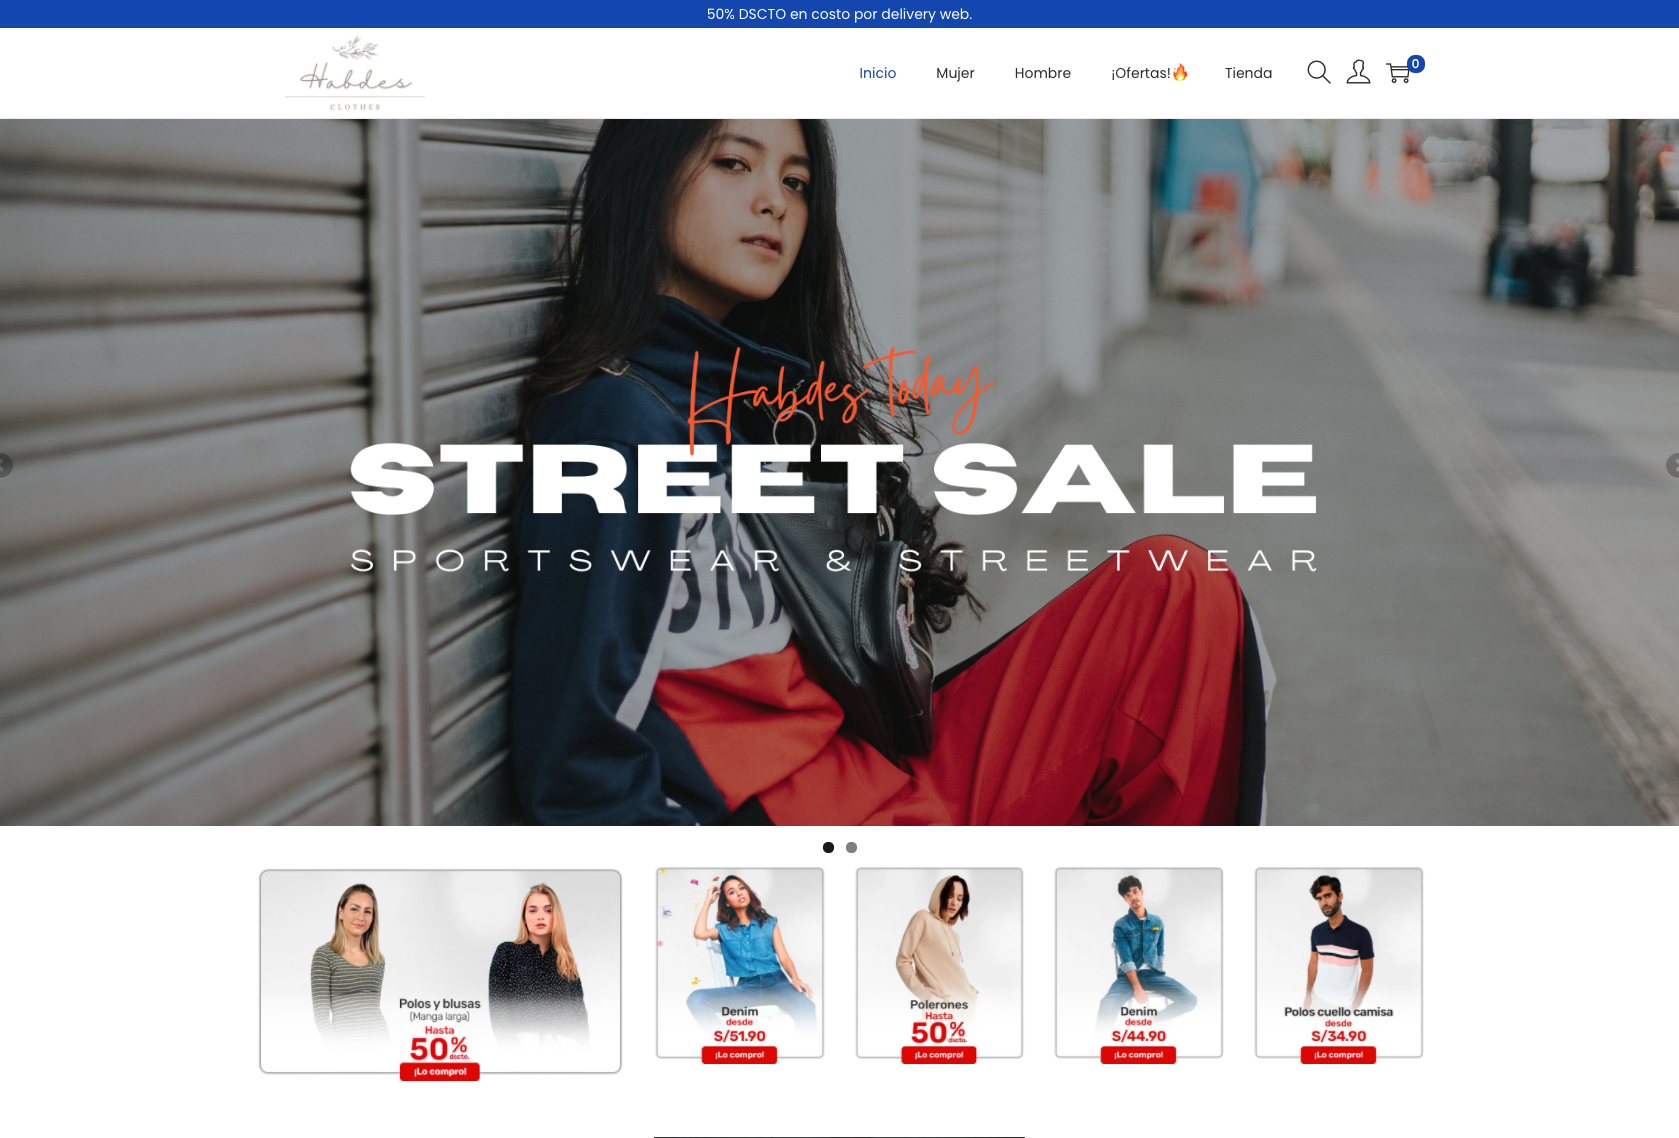 50% DSCTO en costo por delivery web.
Habdes
CLOTHES
Inicio
Mujer
Hombre
¡Ofertas!🔥
Tienda
0
Habdes Today
STREET SALE
SPORTSWEAR & STREETWEAR
Polos y blusas
(Manga larga)
Hasta
50% dscto.
¡Lo compro!
Denim
desde
S/51.90
¡Lo compro!
Polerones
Hasta
50% dscto.
¡Lo compro!
Denim
desde
S/44.90
¡Lo compro!
Polos cuello camisa
desde
S/34.90
¡Lo compro!